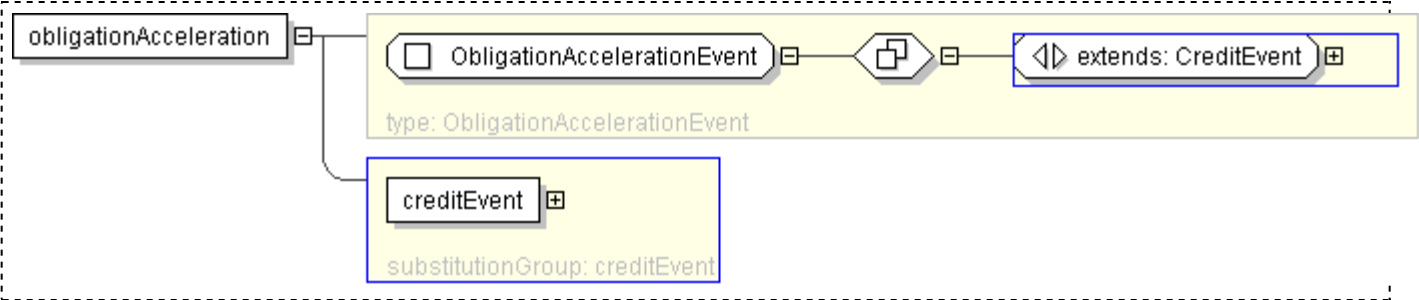 obligationAcceleration
ObligationAccelerationEvent
extends: CreditEvent
type: ObligationAccelerationEvent
creditEvent
substitutionGroup: creditEvent